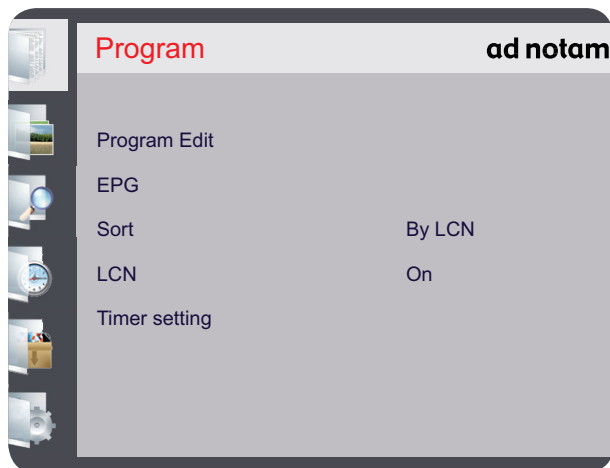 Program
ad notam
Program Edit
EPG
Sort By LCN
LCN On
Timer setting